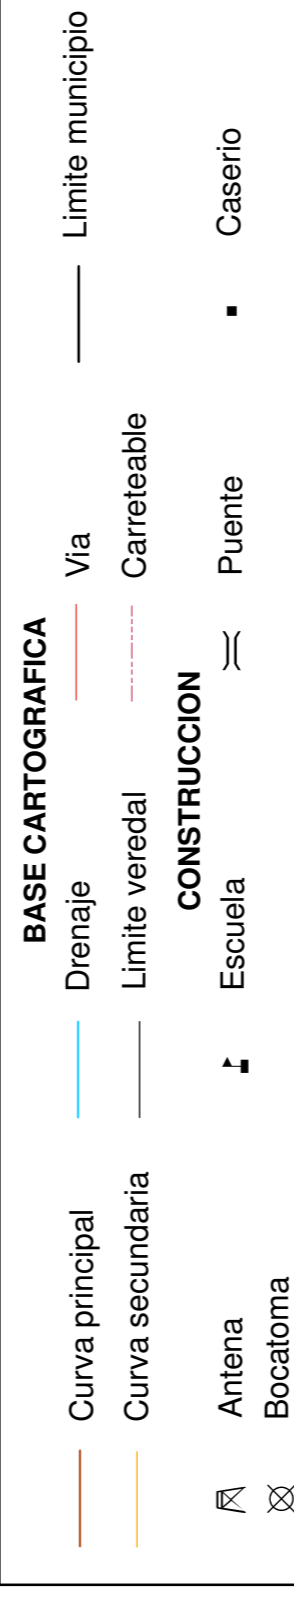 BASE CARTOGRAFICA
Curva principal Drenaje Via Limite municipio
Curva secundaria Limite veredal Carreteable
CONSTRUCCION
Antena Escuela Puente Caserio
Bocatoma